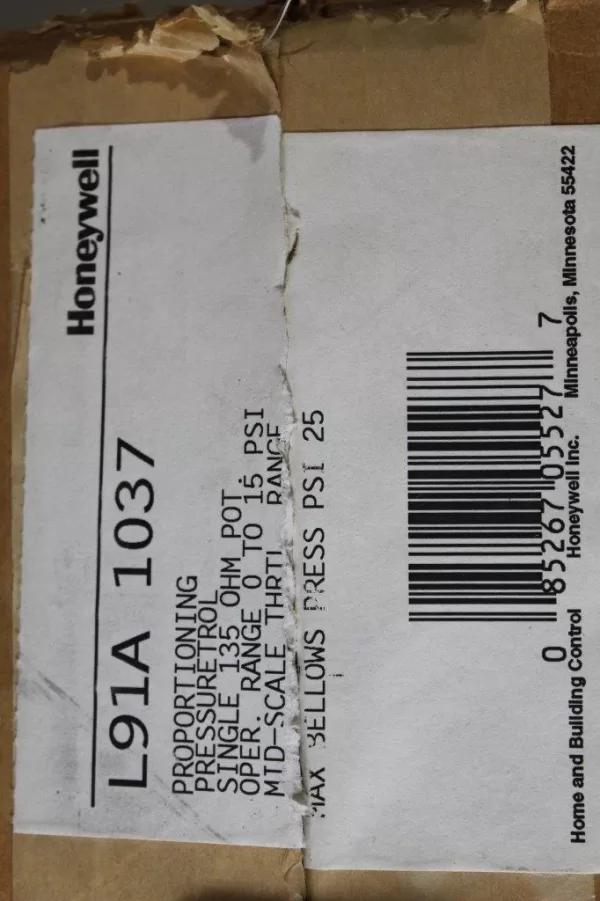 Honeywell
L91A 1037
PROPORTIONING
PRESSURETROL
SINGLE 135 OHM POT.
OPER. RANGE 0 TO 15 PSI
MID-SCALE RANGE
MAX BELLOWS PRESS PSI 25
0 85267 05527 7
Home and Building Control Honeywell Inc. Minneapolis, Minnesota 55422